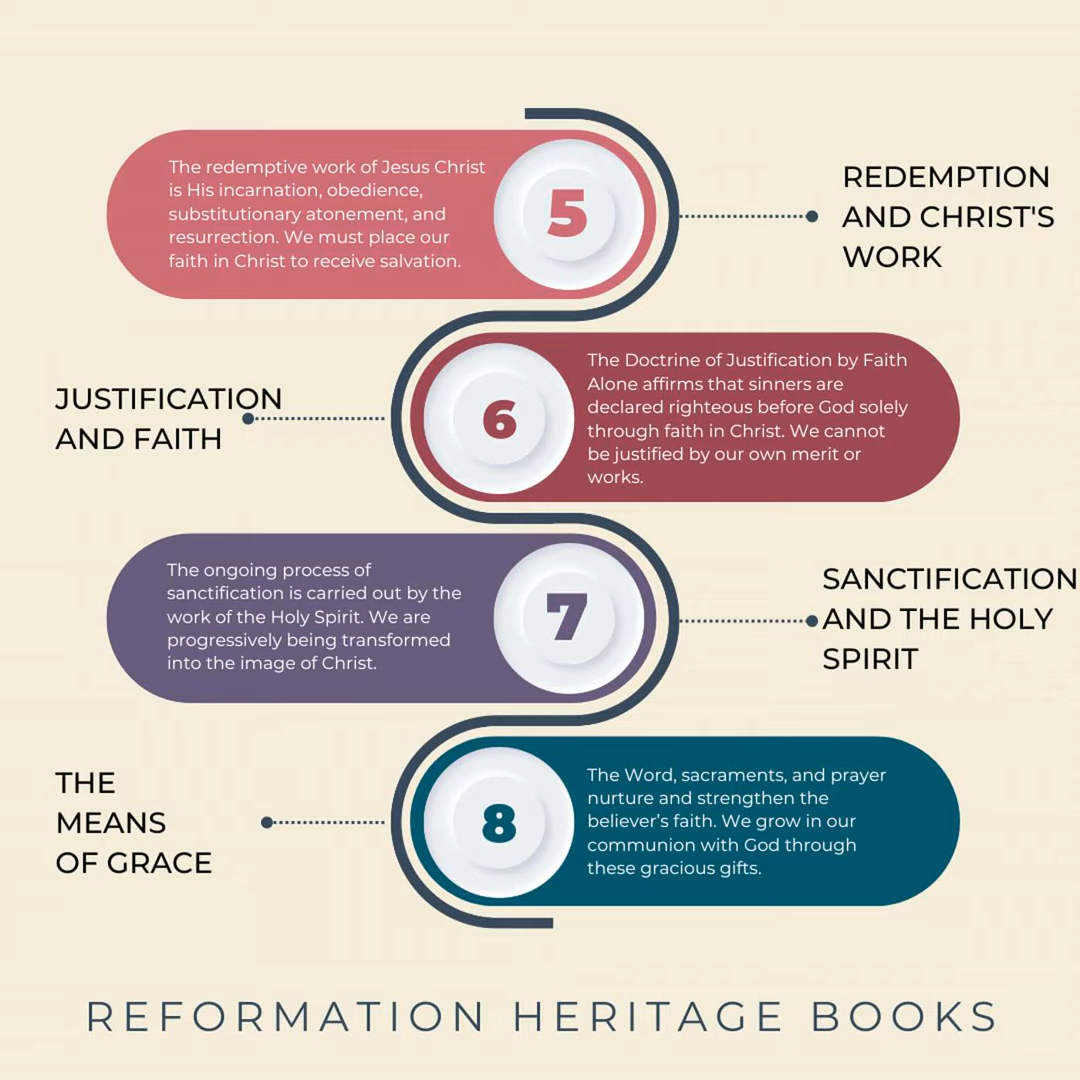 The redemptive work of Jesus Christ
is His incarnation, obedience,
substitutionary atonement, and
resurrection. We must place our
faith in Christ to receive salvation.
5
REDEMPTION
AND CHRIST'S
WORK
JUSTIFICATION
AND FAITH
6
The Doctrine of Justification by Faith
Alone affirms that sinners are
declared righteous before God solely
through faith in Christ. We cannot
be justified by our own merit or
works.
The ongoing process of
sanctification is carried out by the
work of the Holy Spirit. We are
progressively being transformed
into the image of Christ.
7
SANCTIFICATION
AND THE HOLY
SPIRIT
THE
MEANS
OF GRACE
8
The Word, sacraments, and prayer
nurture and strengthen the
believer's faith. We grow in our
communion with God through
these gracious gifts.
REFORMATION HERITAGE BOOKS